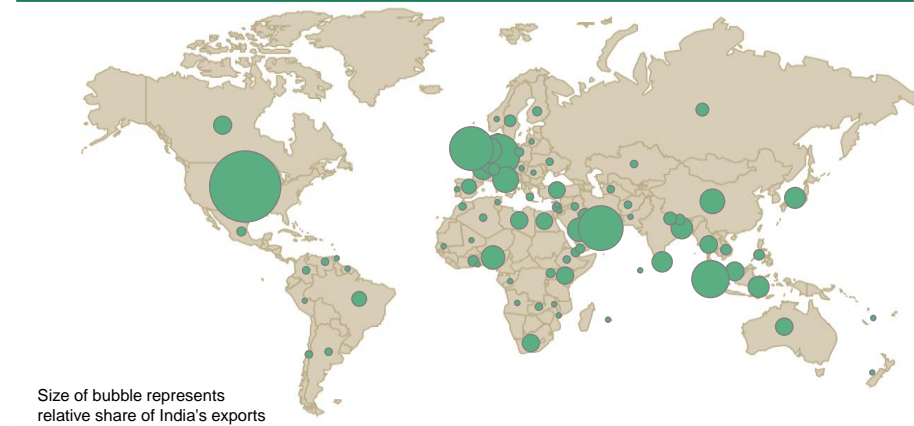 Size of bubble represents
relative share of India's exports